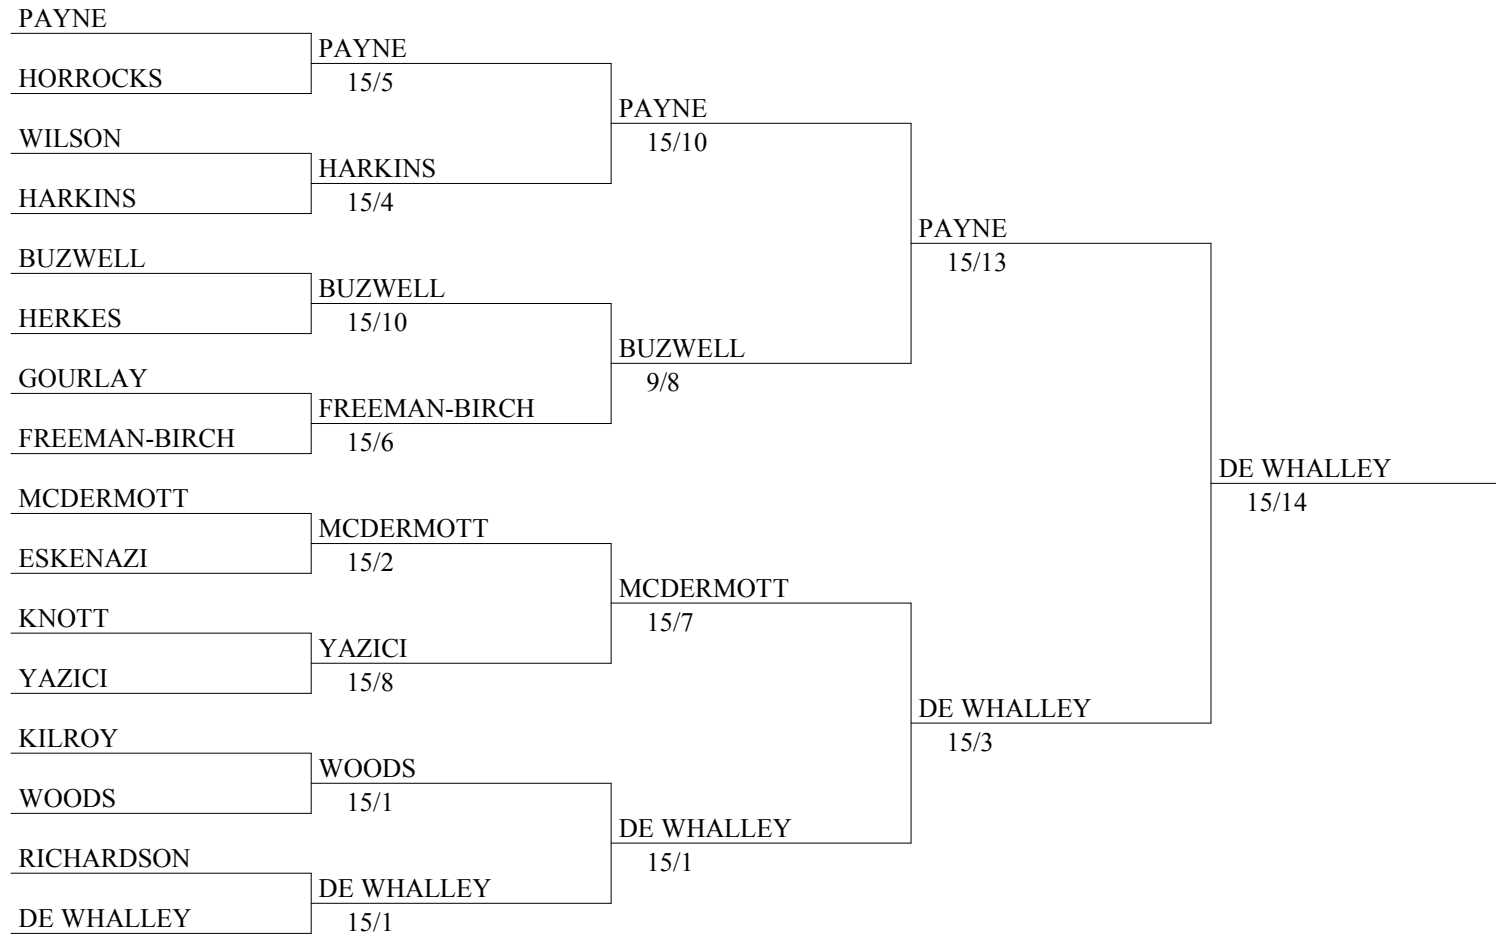 PAYNE
HORROCKS
WILSON
HARKINS
BUZWELL
HERKES
GOURLAY
FREEMAN-BIRCH
MCDERMOTT
ESKENAZI
KNOTT
YAZICI
KILROY
WOODS
RICHARDSON
DE WHALLEY
PAYNE
15/5
HARKINS
15/4
BUZWELL
15/10
FREEMAN-BIRCH
15/6
MCDERMOTT
15/2
YAZICI
15/8
WOODS
15/1
DE WHALLEY
15/1
PAYNE
15/10
BUZWELL
9/8
MCDERMOTT
15/7
DE WHALLEY
15/1
PAYNE
15/13
DE WHALLEY
15/3
DE WHALLEY
15/14